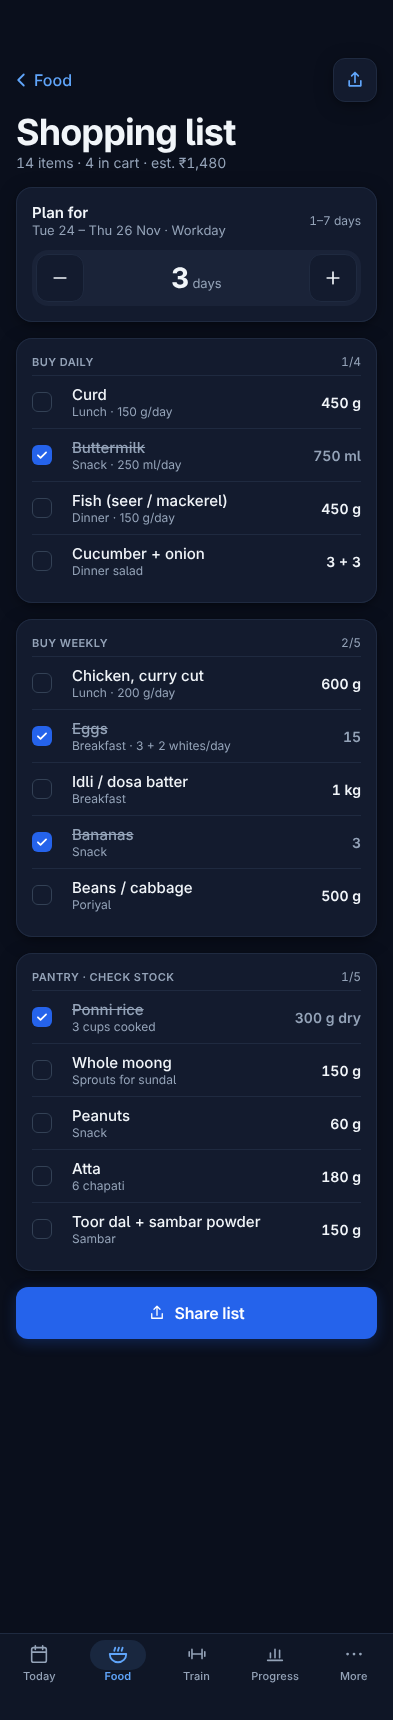 Food
Shopping list
14 items · 4 in cart · est. ₹1,480
Plan for
Tue 24 – Thu 26 Nov · Workday
1–7 days
− 3 days +
BUY DAILY 1/4
Curd
Lunch · 150 g/day
450 g
Buttermilk
Snack · 250 ml/day
750 ml
Fish (seer / mackerel)
Dinner · 150 g/day
450 g
Cucumber + onion
Dinner salad
3 + 3
BUY WEEKLY 2/5
Chicken, curry cut
Lunch · 200 g/day
600 g
Eggs
Breakfast · 3 + 2 whites/day
15
Idli / dosa batter
Breakfast
1 kg
Bananas
Snack
3
Beans / cabbage
Poriyal
500 g
PANTRY · CHECK STOCK 1/5
Ponni rice
3 cups cooked
300 g dry
Whole moong
Sprouts for sundal
150 g
Peanuts
Snack
60 g
Atta
6 chapati
180 g
Toor dal + sambar powder
Sambar
150 g
Share list
Today Food Train Progress More